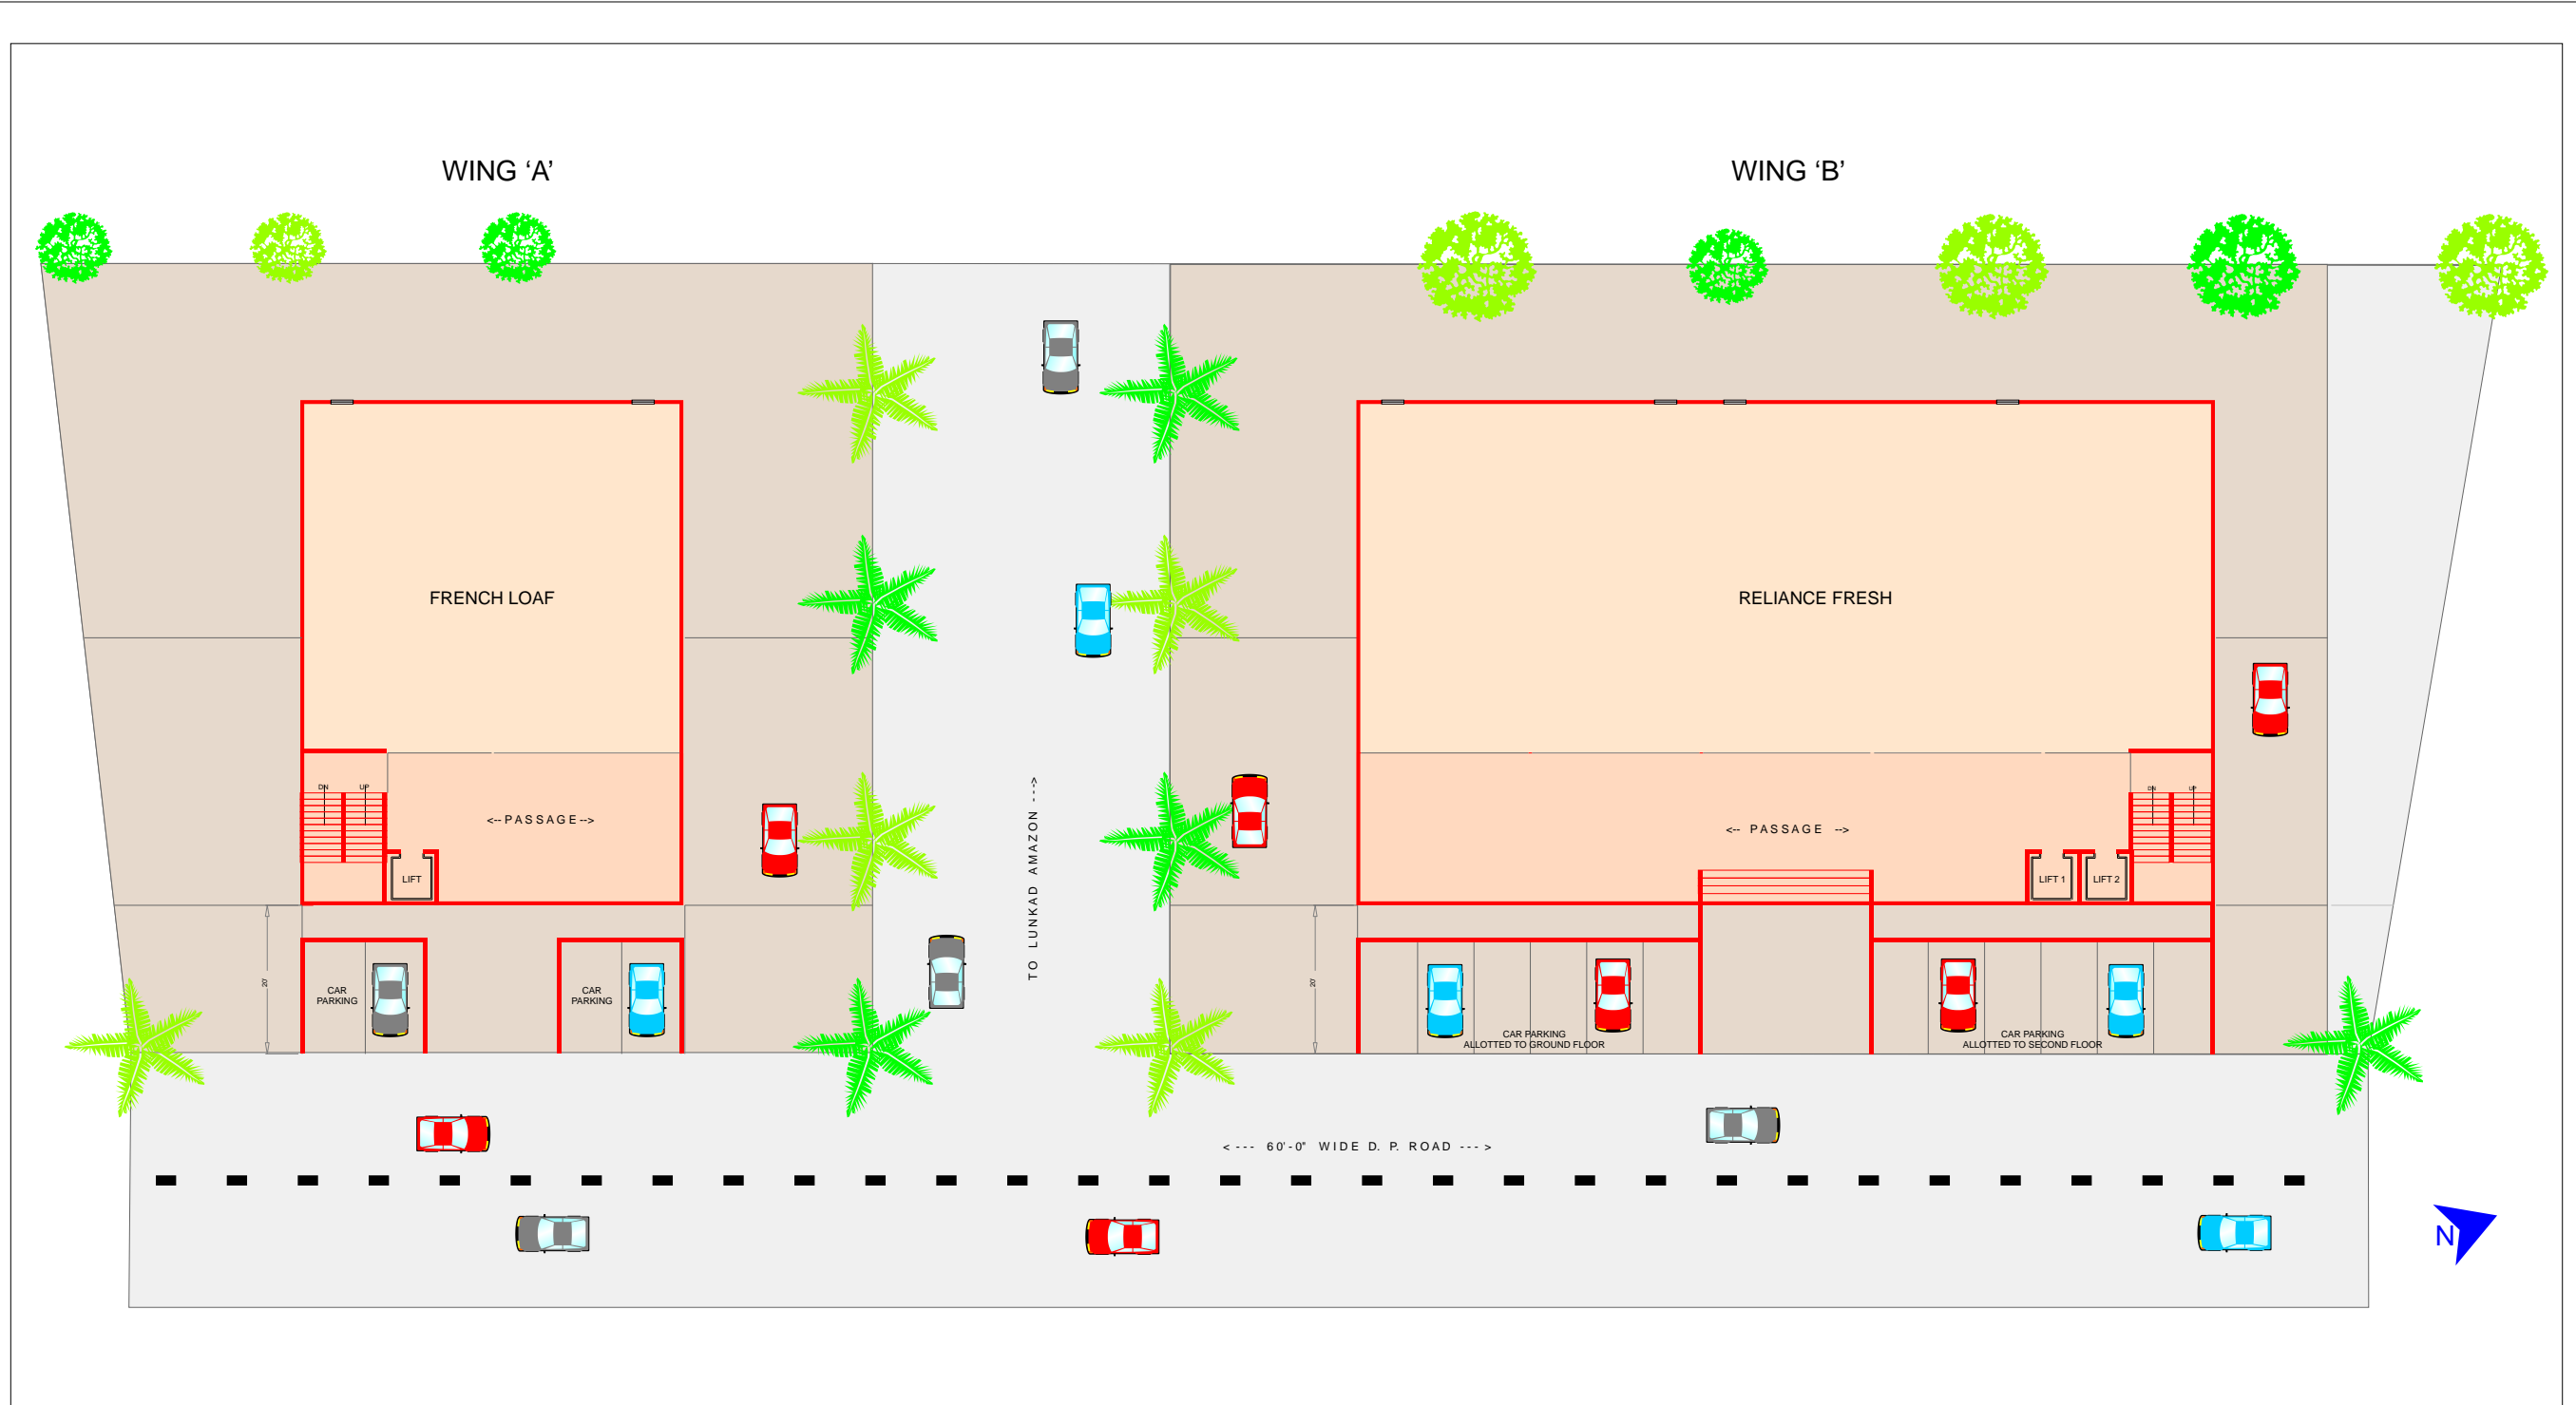 WING ‘A’
WING ‘B’
FRENCH LOAF
RELIANCE FRESH
DN UP
<-- PASSAGE -->
LIFT
TO LUNKAD AMAZON --->
DN UP
<-- PASSAGE -->
LIFT 1 LIFT 2
20'
CAR
PARKING
CAR
PARKING
20'
CAR PARKING
ALLOTTED TO GROUND FLOOR
CAR PARKING
ALLOTTED TO SECOND FLOOR
< --- 60'-0" WIDE D. P. ROAD --- >
N